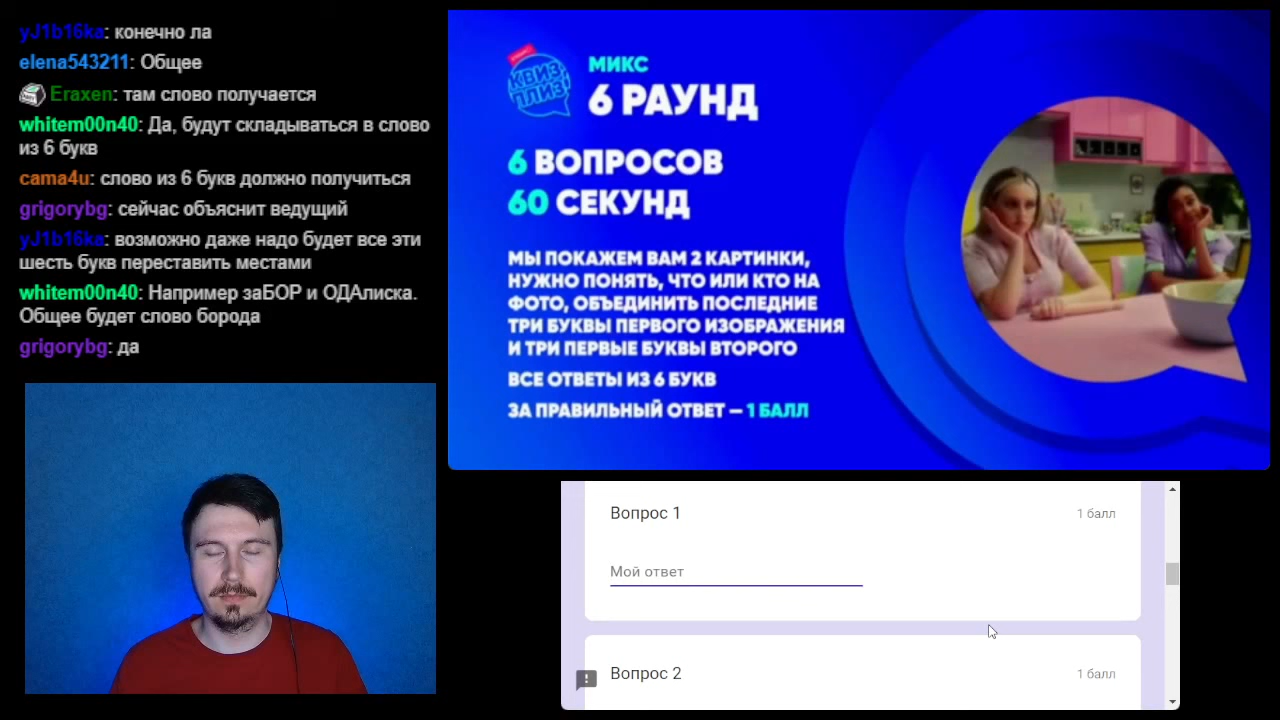 yJ1b16ka: конечно ла
elena543211: Общее
Eraxen: там слово получается
whitem00n40: Да, будут складываться в слово
из 6 букв
cama4u: слово из 6 букв должно получиться
grigorybg: сейчас объяснит ведущий
yJ1b16ka: возможно даже надо будет все эти
шесть букв переставить местами
whitem00n40: Например заБОР и ОДАлиска.
Общее будет слово борода
grigorybg: да
КВИЗ
ПЛИЗ!
МИКС
6 РАУНД
6 ВОПРОСОВ
60 СЕКУНД
МЫ ПОКАЖЕМ ВАМ 2 КАРТИНКИ,
НУЖНО ПОНЯТЬ, ЧТО ИЛИ КТО НА
ФОТО, ОБЪЕДИНИТЬ ПОСЛЕДНИЕ
ТРИ БУКВЫ ПЕРВОГО ИЗОБРАЖЕНИЯ
И ТРИ ПЕРВЫЕ БУКВЫ ВТОРОГО
ВСЕ ОТВЕТЫ ИЗ 6 БУКВ
ЗА ПРАВИЛЬНЫЙ ОТВЕТ — 1 БАЛЛ
Вопрос 1 1 балл
Мой ответ
Вопрос 2 1 балл